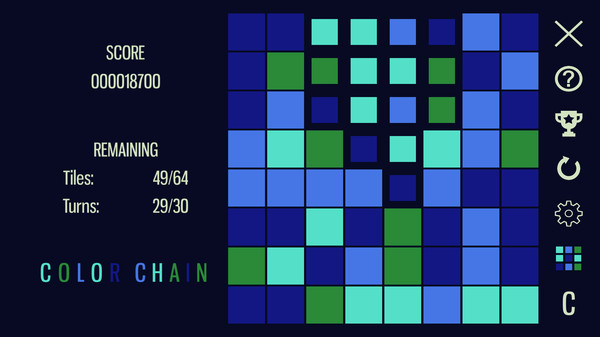 SCORE
000018700
REMAINING
Tiles: 49/64
Turns: 29/30
COLOR CHAIN
?
C